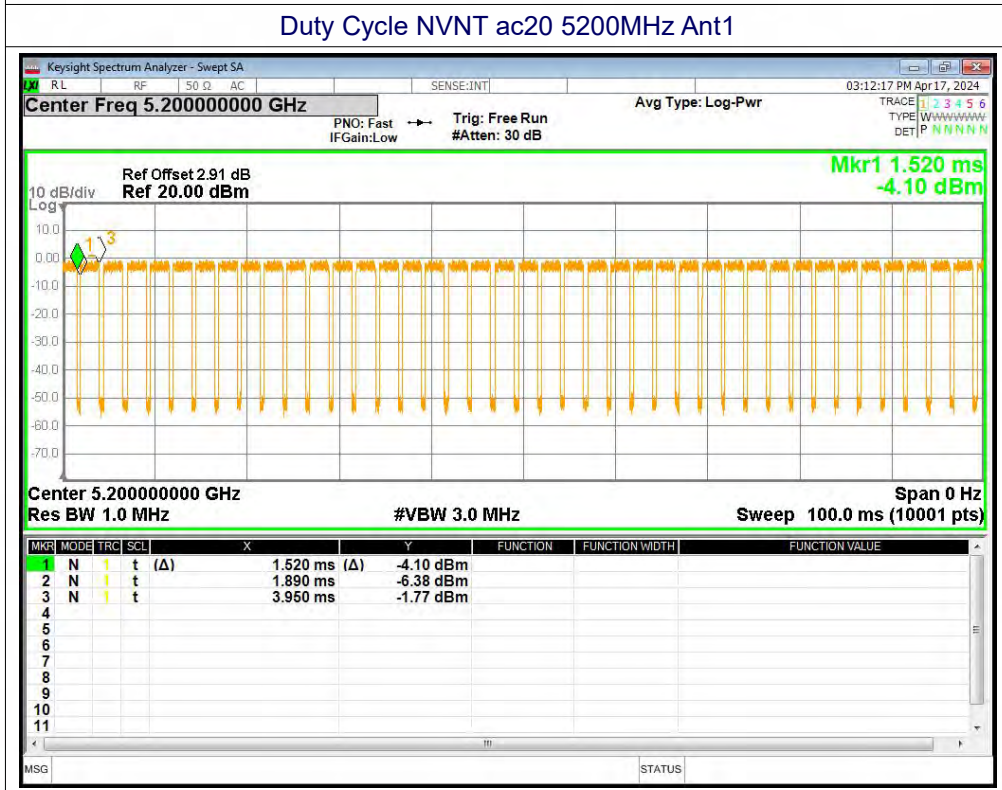 Duty Cycle NVNT ac20 5200MHz Ant1
Keysight Spectrum Analyzer - Swept SA
LXI RL RF 50 Ω AC SENSE:INT 03:12:17 PM Apr 17, 2024
Center Freq 5.200000000 GHz Avg Type: Log-Pwr TRACE 1 2 3 4 5 6
PNO: Fast Trig: Free Run TYPE WWWWWW
IFGain:Low #Atten: 30 dB DET P N N N N N
Mkr1 1.520 ms
Ref Offset 2.91 dB
10 dB/div Ref 20.00 dBm -4.10 dBm
Log
10.0
1 3
0.00
-10.0
-20.0
-30.0
-40.0
-50.0
-60.0
-70.0
Center 5.200000000 GHz Span 0 Hz
Res BW 1.0 MHz #VBW 3.0 MHz Sweep 100.0 ms (10001 pts)
MKR MODE TRC SCL X Y FUNCTION FUNCTION WIDTH FUNCTION VALUE
1 N 1 t (Δ) 1.520 ms (Δ) -4.10 dBm
2 N 1 t 1.890 ms -6.38 dBm
3 N 1 t 3.950 ms -1.77 dBm
4
5
6
7
8
9
10
11
MSG STATUS